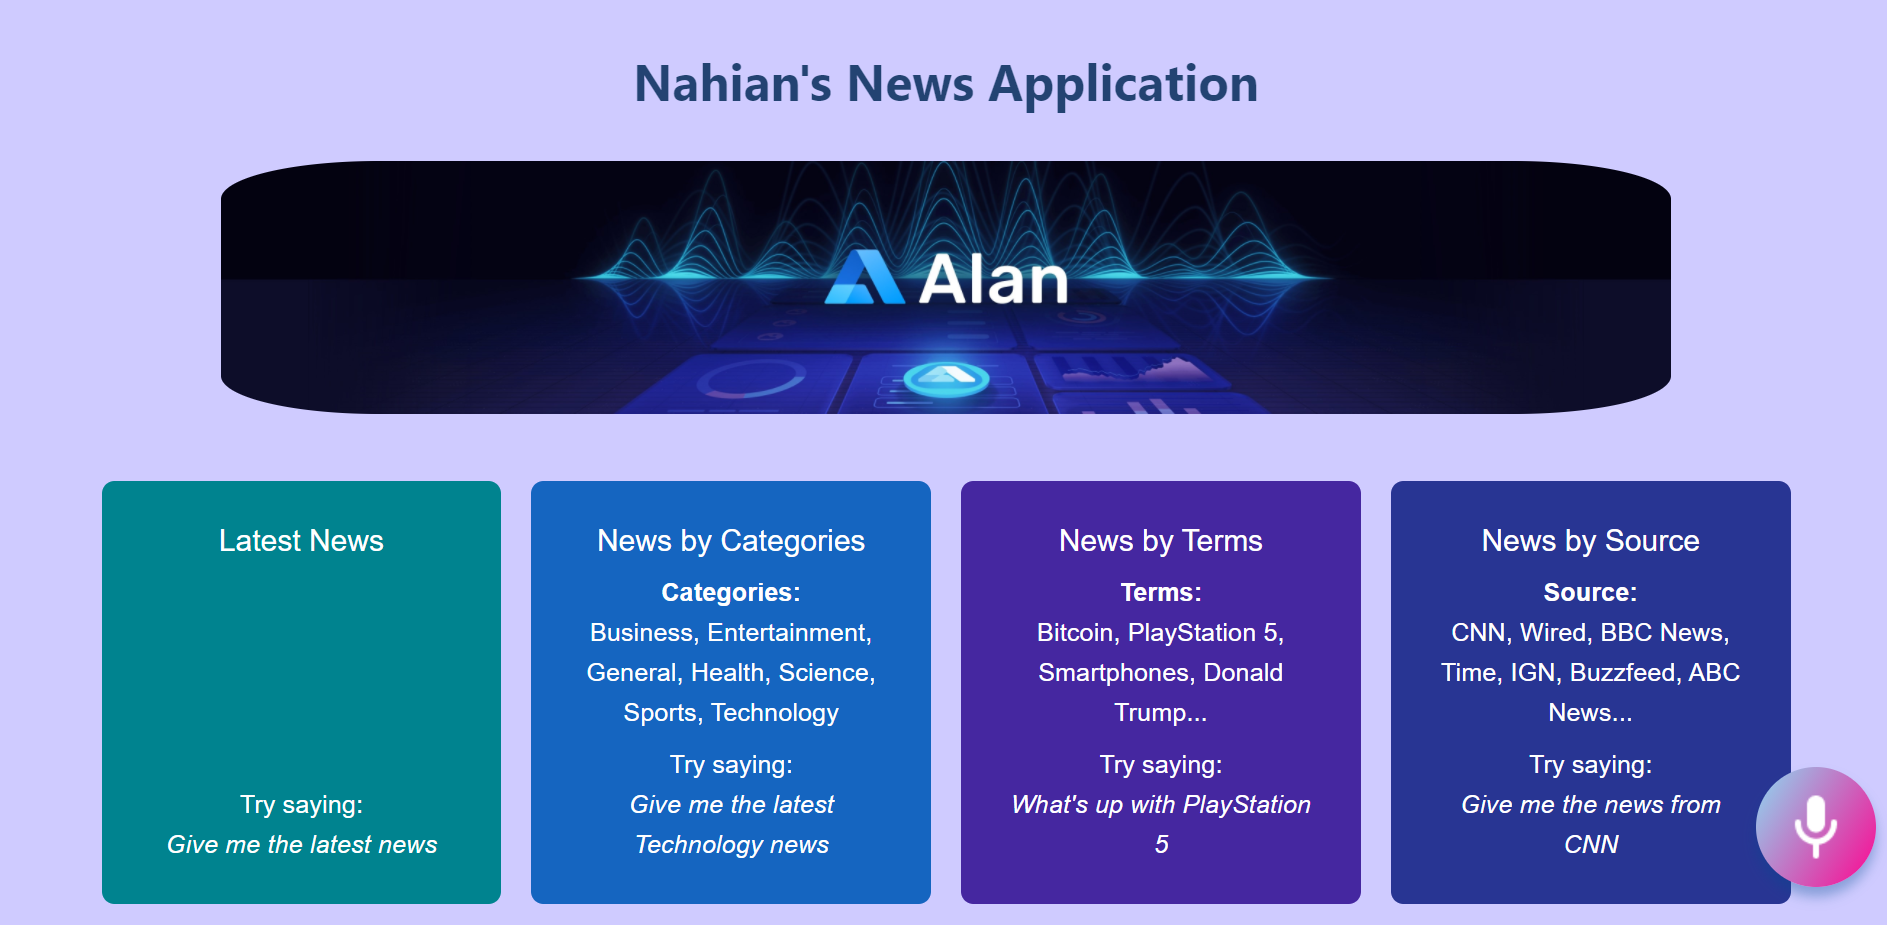 Nahian's News Application
Alan
Latest News
Try saying:
Give me the latest news
News by Categories
Categories:
Business, Entertainment,
General, Health, Science,
Sports, Technology
Try saying:
Give me the latest
Technology news
News by Terms
Terms:
Bitcoin, PlayStation 5,
Smartphones, Donald
Trump...
Try saying:
What's up with PlayStation
5
News by Source
Source:
CNN, Wired, BBC News,
Time, IGN, Buzzfeed, ABC
News...
Try saying:
Give me the news from
CNN